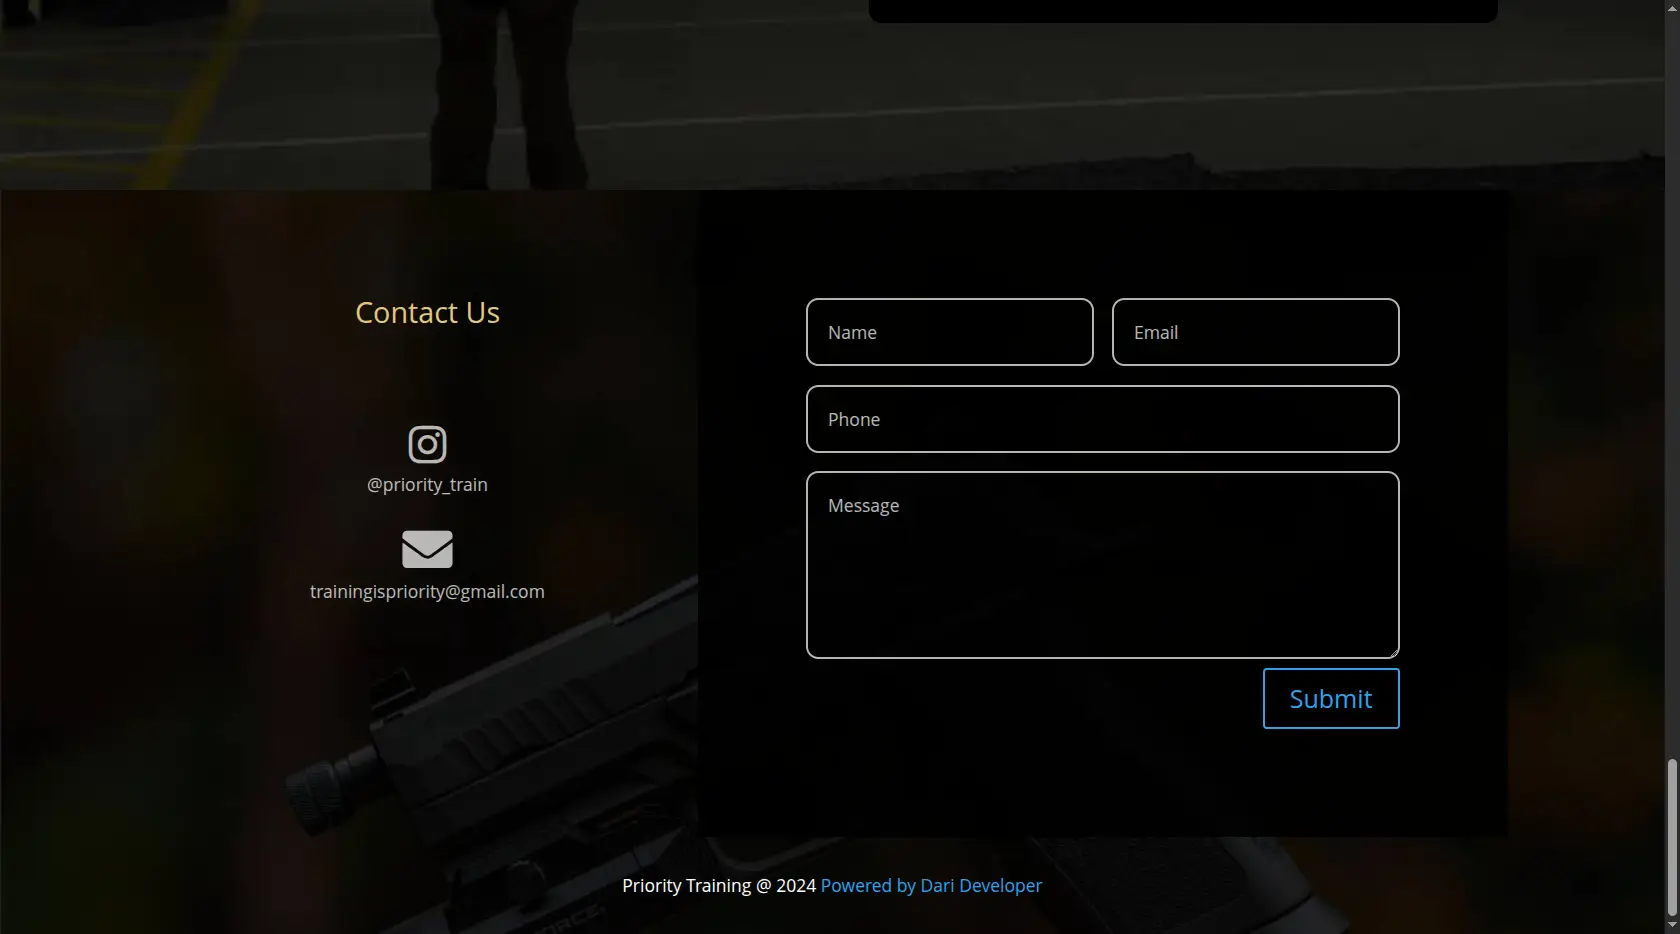 Contact Us
@priority_train
trainingispriority@gmail.com
Name
Email
Phone
Message
Submit
Priority Training @ 2024 Powered by Dari Developer